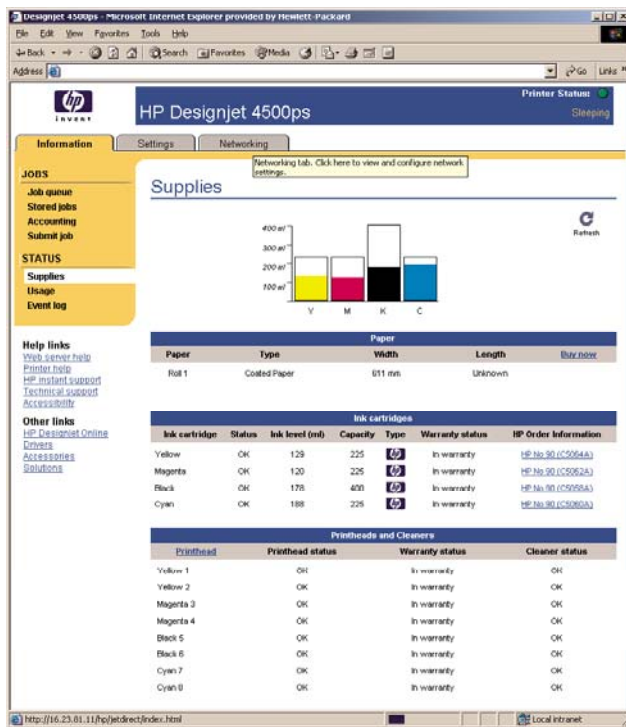 Designjet 4500ps - Microsoft Internet Explorer provided by Hewlett-Packard
File Edit View Favorites Tools Help
Back Search Favorites Media
Address Go Links »
hp
invent
HP Designjet 4500ps
Printer Status:
Sleeping
Information Settings Networking
Networking tab. Click here to view and configure network settings.
JOBS
Job queue
Stored jobs
Accounting
Submit job
STATUS
Supplies
Usage
Event log
Help links
Web server help
Printer help
HP instant support
Technical support
Accessibility
Other links
HP Designjet Online
Drivers
Accessories
Solutions
Supplies
Refresh
400 ml
300 ml
200 ml
100 ml
Y M K C
Paper
Paper Type Width Length Buy now
Roll 1 Coated Paper 611 mm Unknown
Ink cartridges
Ink cartridge Status Ink level (ml) Capacity Type Warranty status HP Order Information
Yellow OK 129 225 hp In warranty HP No 90 (C5064A)
Magenta OK 120 225 hp In warranty HP No 90 (C5062A)
Black OK 178 400 hp In warranty HP No 90 (C5058A)
Cyan OK 188 225 hp In warranty HP No 90 (C5060A)
Printheads and Cleaners
Printhead Printhead status Warranty status Cleaner status
Yellow 1 OK In warranty OK
Yellow 2 OK In warranty OK
Magenta 3 OK In warranty OK
Magenta 4 OK In warranty OK
Black 5 OK In warranty OK
Black 6 OK In warranty OK
Cyan 7 OK In warranty OK
Cyan 8 OK In warranty OK
http://16.23.81.11/hp/jetdirect/index.html Local intranet